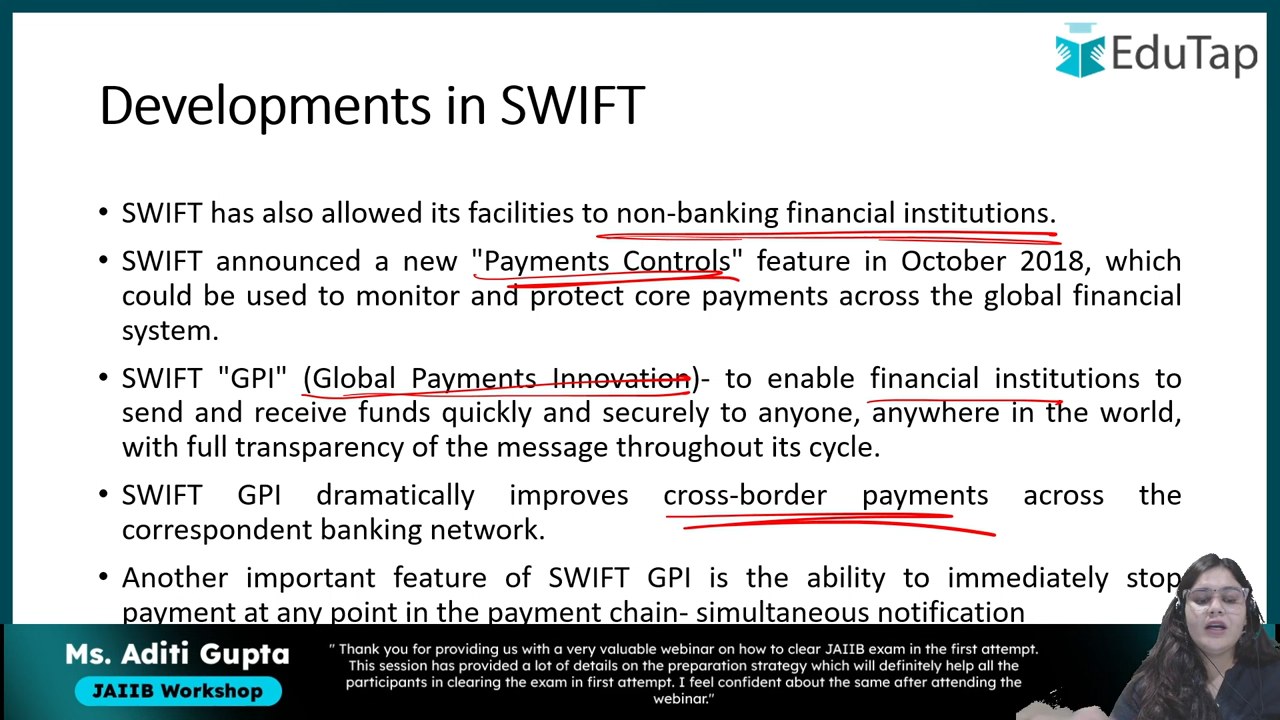 EduTap
Developments in SWIFT
• SWIFT has also allowed its facilities to non-banking financial institutions.
• SWIFT announced a new "Payments Controls" feature in October 2018, which
could be used to monitor and protect core payments across the global financial
system.
• SWIFT "GPI" (Global Payments Innovation)- to enable financial institutions to
send and receive funds quickly and securely to anyone, anywhere in the world,
with full transparency of the message throughout its cycle.
• SWIFT GPI dramatically improves cross-border payments across the
correspondent banking network.
• Another important feature of SWIFT GPI is the ability to immediately stop
payment at any point in the payment chain- simultaneous notification
Ms. Aditi Gupta
JAIIB Workshop
" Thank you for providing us with a very valuable webinar on how to clear JAIIB exam in the first attempt.
This session has provided a lot of details on the preparation strategy which will definitely help all the
participants in clearing the exam in first attempt. I feel confident about the same after attending the
webinar."